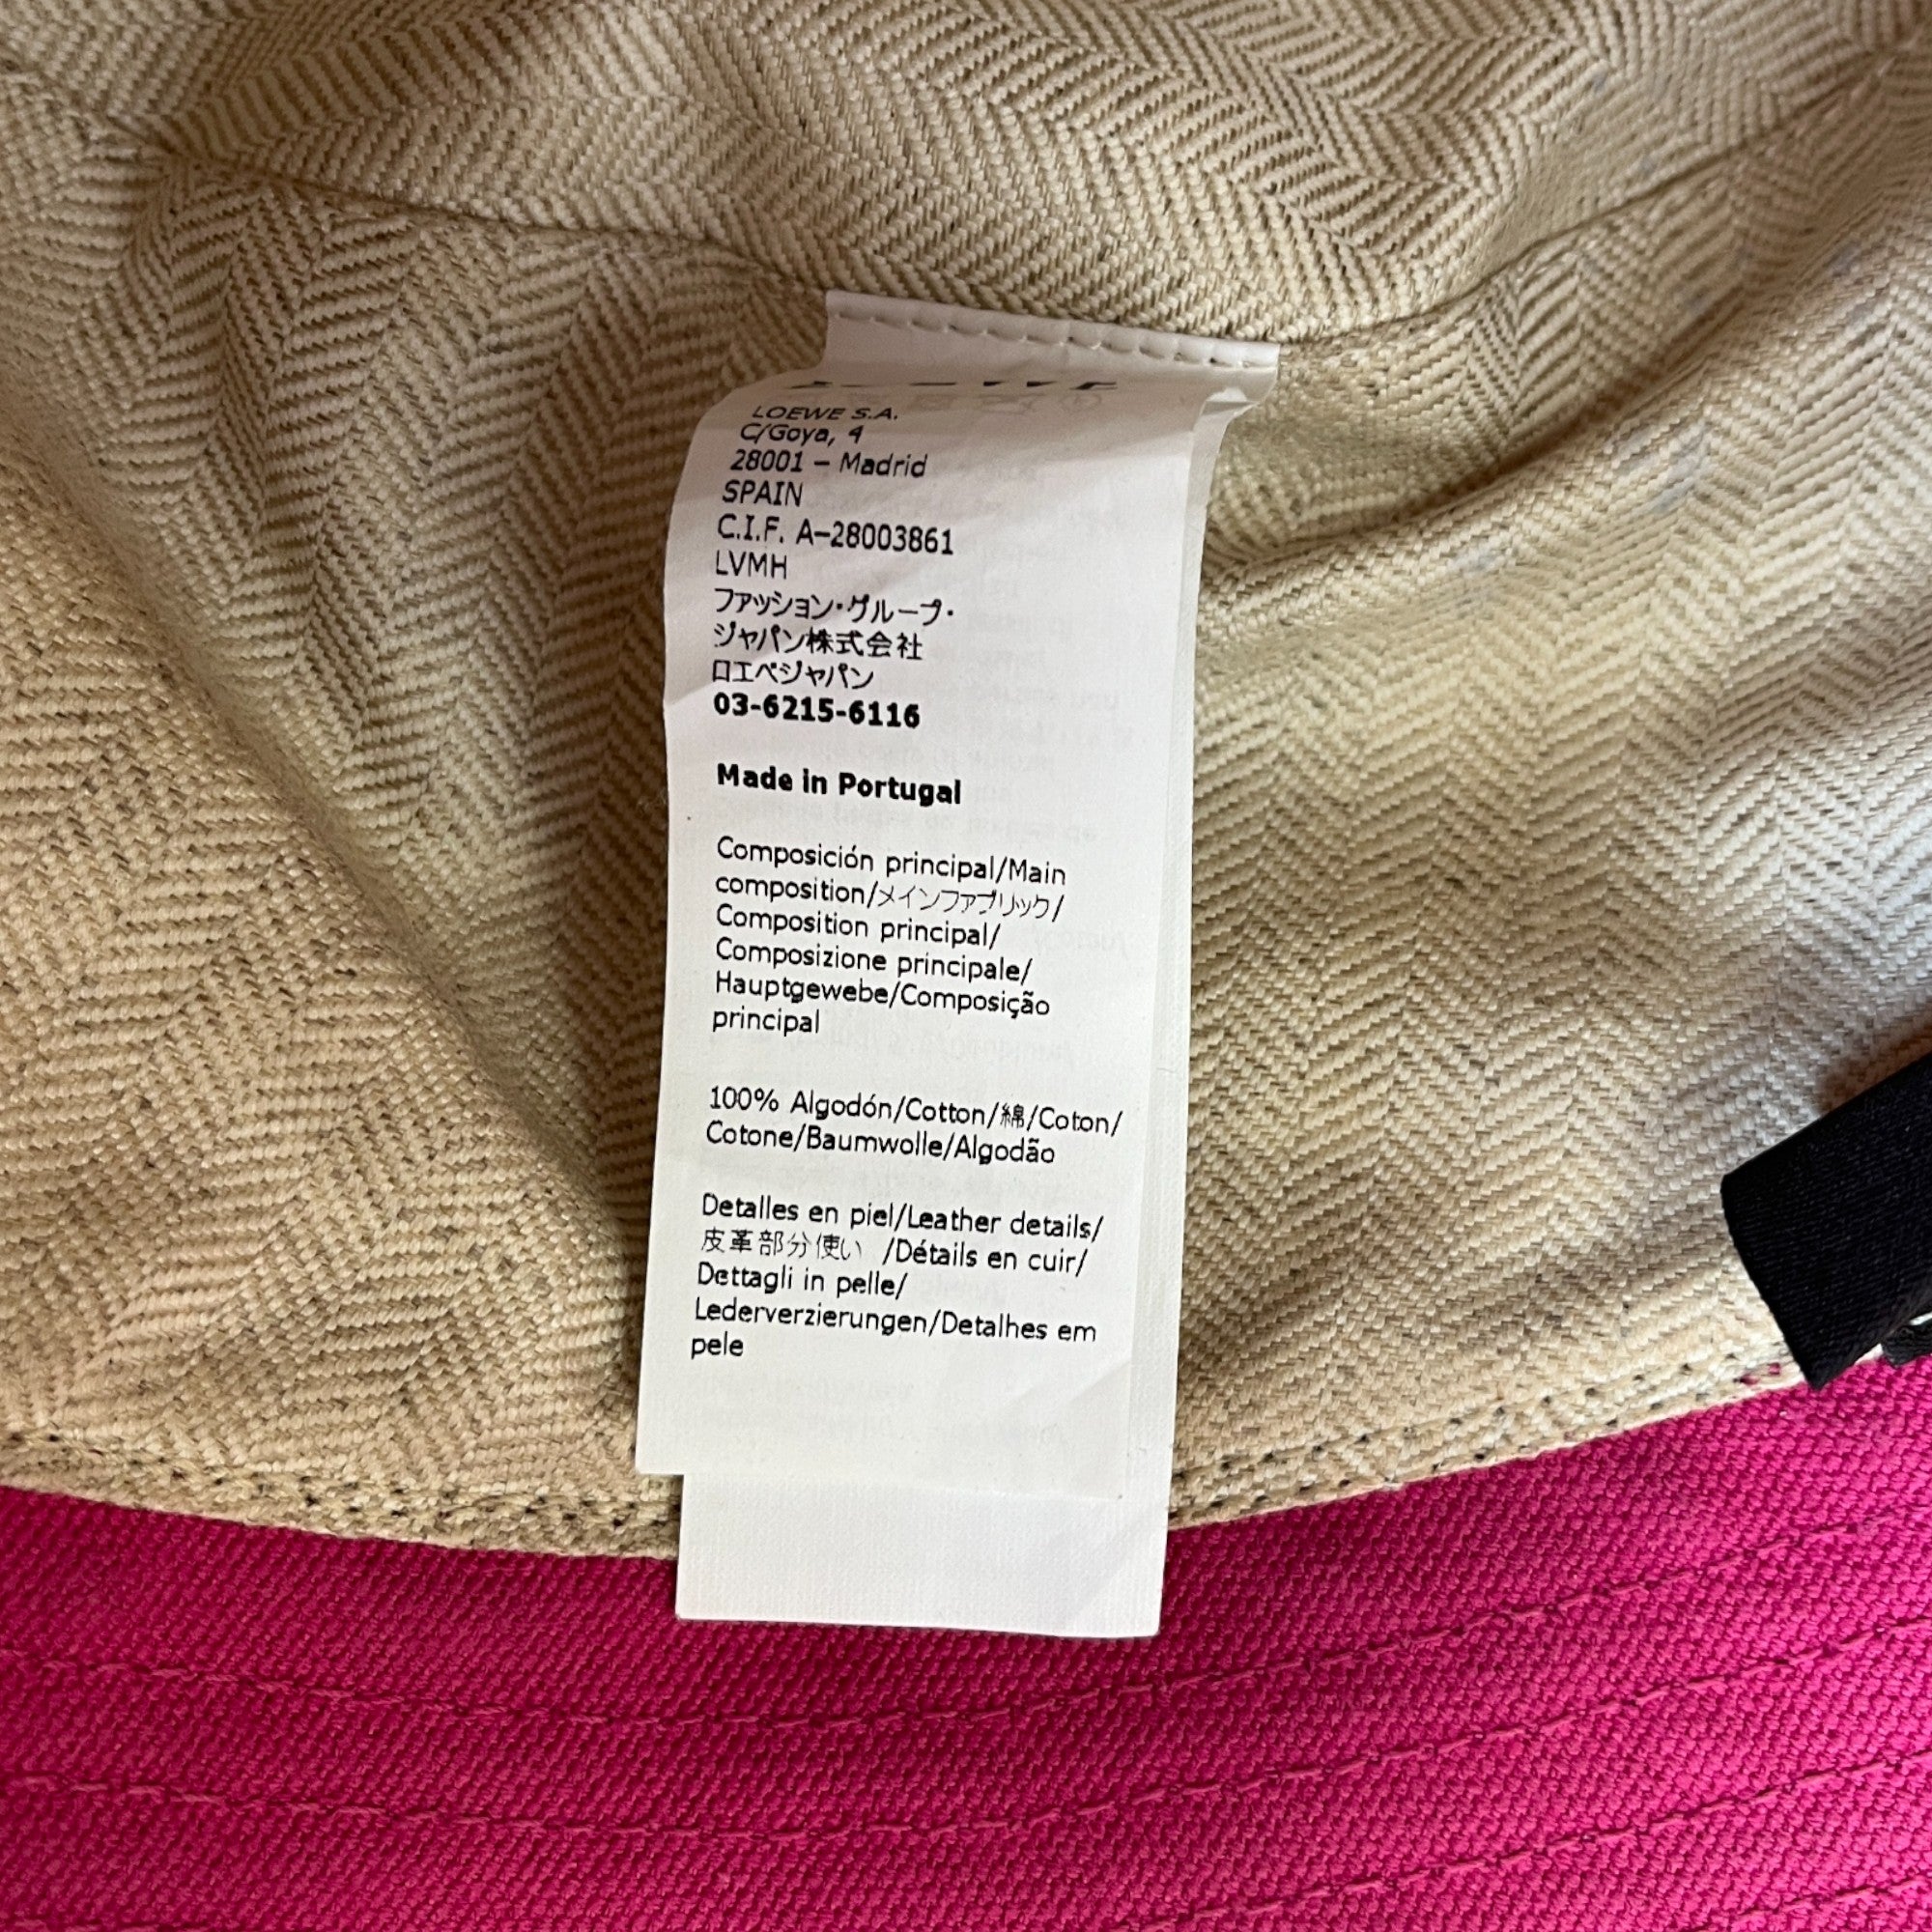 LOEWE S.A.
C/Goya, 4
28001 – Madrid
SPAIN
C.I.F. A–28003861
LVMH
ファッション・グループ・
ジャパン株式会社
ロエベジャパン
03-6215-6116
Made in Portugal
Composición principal/Main
composition/メインファブリック/
Composition principal/
Composizione principale/
Hauptgewebe/Composição
principal
100% Algodón/Cotton/綿/Coton/
Cotone/Baumwolle/Algodão
Detalles en piel/Leather details/
皮革部分使い /Détails en cuir/
Dettagli in pelle/
Lederverzierungen/Detalhes em
pele